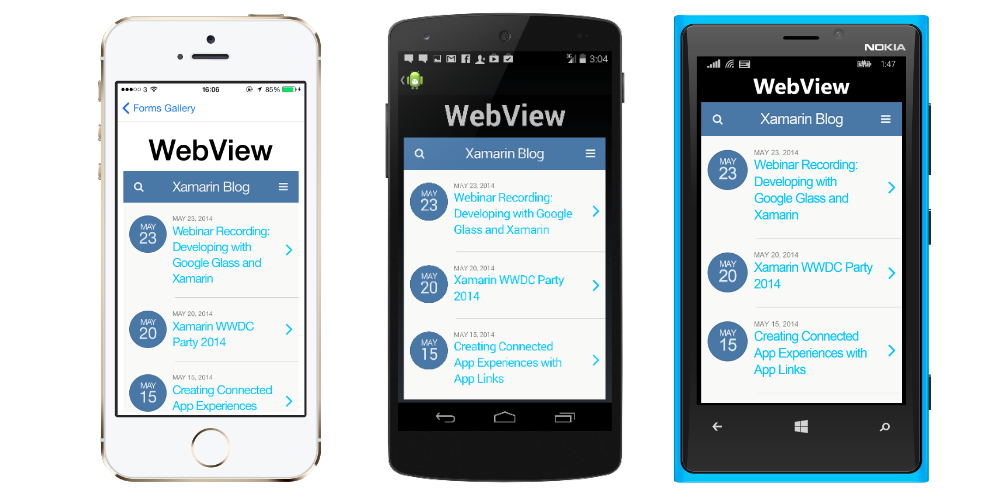 3 16:06 85%
Forms Gallery
WebView
Xamarin Blog
MAY 23, 2014
MAY
23
Webinar Recording:
Developing with
Google Glass and
Xamarin
MAY 20, 2014
MAY
20
Xamarin WWDC
Party 2014
MAY 15, 2014
MAY
15
Creating Connected
App Experiences
3:04
WebView
Xamarin Blog
MAY 23, 2014
MAY
23
Webinar Recording:
Developing with Google
Glass and Xamarin
MAY 20, 2014
MAY
20
Xamarin WWDC Party
2014
MAY 15, 2014
MAY
15
Creating Connected
App Experiences with
App Links
NOKIA
1:47
WebView
Xamarin Blog
MAY 23, 2014
MAY
23
Webinar Recording:
Developing with
Google Glass and
Xamarin
MAY 20, 2014
MAY
20
Xamarin WWDC Party
2014
MAY 15, 2014
MAY
15
Creating Connected
App Experiences with
App Links